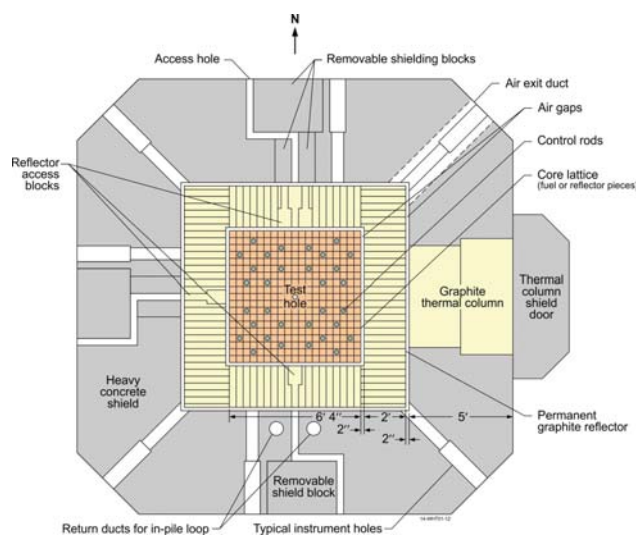 N
Access hole
Removable shielding blocks
Air exit duct
Air gaps
Control rods
Core lattice
(fuel or reflector pieces)
Reflector
access
blocks
Test
hole
Graphite
thermal column
Thermal
column
shield
door
Heavy
concrete
shield
6' 4"
2'
5'
2"
2"
Permanent
graphite reflector
Removable
shield block
Return ducts for in-pile loop
Typical instrument holes